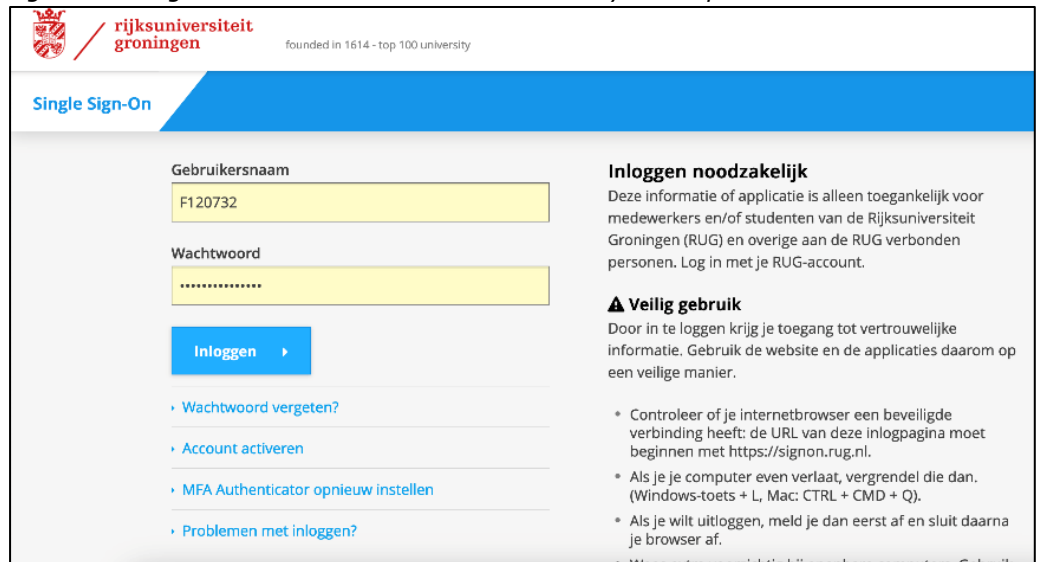 rijksuniversiteit
groningen
founded in 1614 - top 100 university
Single Sign-On
Gebruikersnaam
F120732
Wachtwoord
Inloggen
Wachtwoord vergeten?
Account activeren
MFA Authenticator opnieuw instellen
Problemen met inloggen?
Inloggen noodzakelijk
Deze informatie of applicatie is alleen toegankelijk voor
medewerkers en/of studenten van de Rijksuniversiteit
Groningen (RUG) en overige aan de RUG verbonden
personen. Log in met je RUG-account.
Veilig gebruik
Door in te loggen krijg je toegang tot vertrouwelijke
informatie. Gebruik de website en de applicaties daarom op
een veilige manier.
• Controleer of je internetbrowser een beveiligde
verbinding heeft: de URL van deze inlogpagina moet
beginnen met https://signon.rug.nl.
• Als je je computer even verlaat, vergrendel die dan.
(Windows-toets + L, Mac: CTRL + CMD + Q).
• Als je wilt uitloggen, meld je dan eerst af en sluit daarna
je browser af.